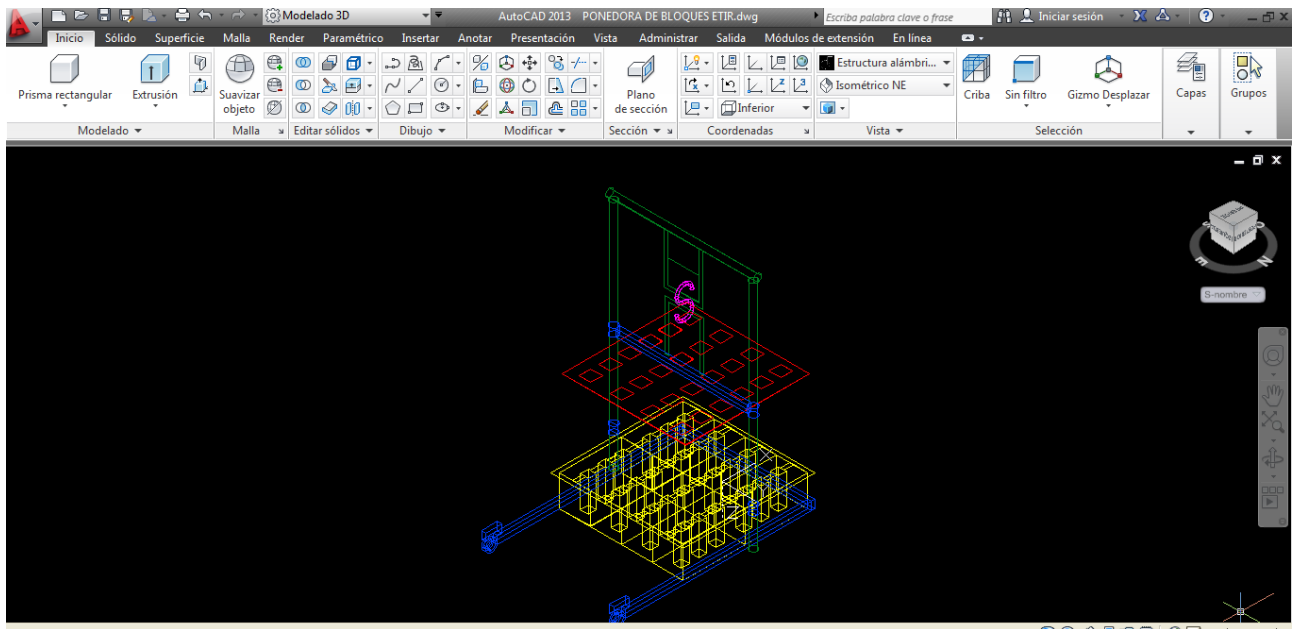 Modelado 3D
AutoCAD 2013 PONEDORA DE BLOQUES ETIR.dwg
Escriba palabra clave o frase
Iniciar sesión
Inicio Sólido Superficie Malla Render Paramétrico Insertar Anotar Presentación Vista Administrar Salida Módulos de extensión En línea
Prisma rectangular
Extrusión
Suavizar objeto
Plano de sección
Inferior
Estructura alámbri...
Isométrico NE
Criba
Sin filtro
Gizmo Desplazar
Capas
Grupos
Modelado Malla Editar sólidos Dibujo Modificar Sección Coordenadas Vista Selección
S
E
N
S-nombre